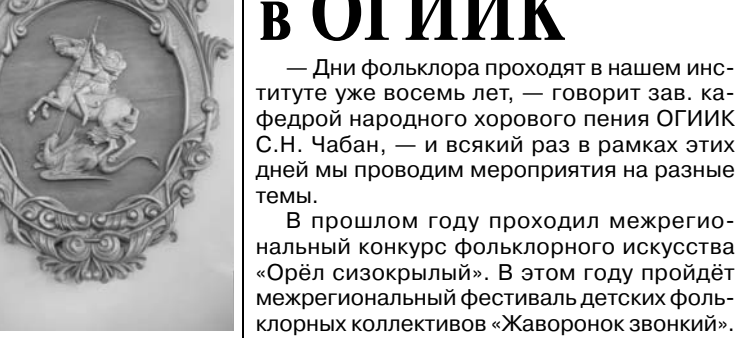 в ОГИИК
— Дни фольклора проходят в нашем инс-
титуте уже восемь лет, — говорит зав. ка-
федрой народного хорового пения ОГИИК
С.Н. Чабан, — и всякий раз в рамках этих
дней мы проводим мероприятия на разные
темы.
В прошлом году проходил межрегио-
нальный конкурс фольклорного искусства
«Орёл сизокрылый». В этом году пройдёт
межрегиональный фестиваль детских фоль-
клорных коллективов «Жаворонок звонкий».